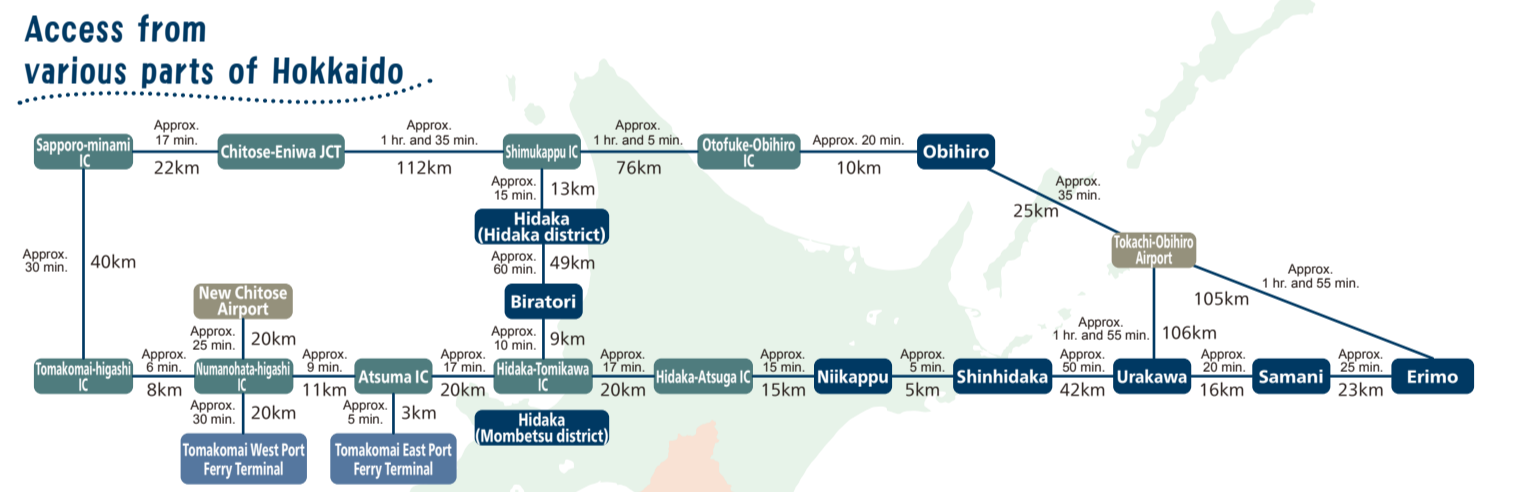 Access from
various parts of Hokkaido
Approx.
17 min.
Approx.
1 hr. and 35 min.
Approx.
1 hr. and 5 min.
Approx. 20 min.
Sapporo-minami
IC
Chitose-Eniwa JCT
Shimukappu IC
Otofuke-Obihiro
IC
Obihiro
22km
112km
76km
10km
Approx.
15 min.
13km
Approx.
35 min.
25km
Hidaka
(Hidaka district)
Tokachi-Obihiro
Airport
Approx.
30 min.
40km
Approx.
60 min.
49km
Approx.
1 hr. and 55 min.
105km
New Chitose
Airport
Biratori
Approx.
25 min.
20km
Approx.
10 min.
9km
Approx.
1 hr. and 55 min.
106km
Approx.
6 min.
Approx.
9 min.
Approx.
17 min.
Approx.
17 min.
Approx.
15 min.
Approx.
5 min.
Approx.
50 min.
Approx.
20 min.
Approx.
25 min.
Tomakomai-higashi
IC
Numanohata-higashi
IC
Atsuma IC
Hidaka-Tomikawa
IC
Hidaka-Atsuga IC
Niikappu
Shinhidaka
Urakawa
Samani
Erimo
8km
11km
20km
20km
15km
5km
42km
16km
23km
Approx.
30 min.
20km
Approx.
5 min.
3km
Hidaka
(Mombetsu district)
Tomakomai West Port
Ferry Terminal
Tomakomai East Port
Ferry Terminal